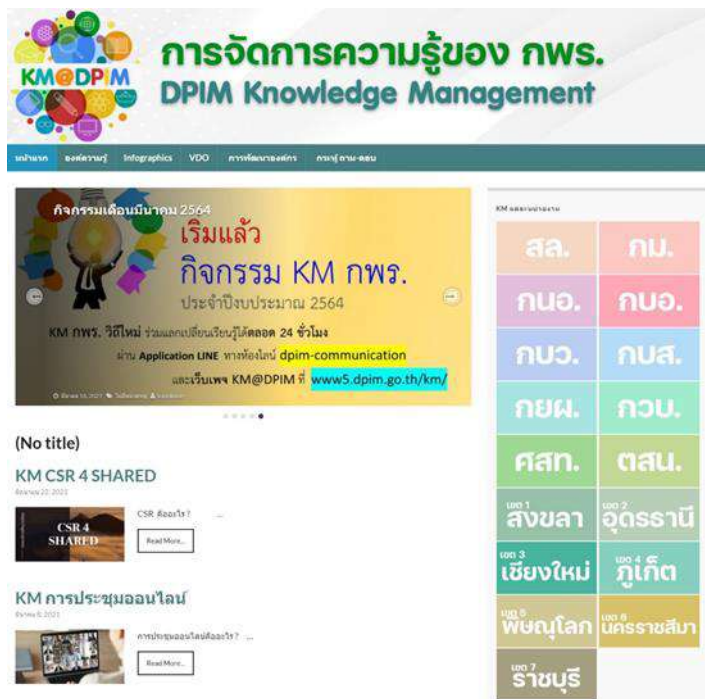 KM@DPIM
การจัดการความรู้ของ กพร.
DPIM Knowledge Management
หน้าแรก องค์ความรู้ Infographics VDO การพัฒนาองค์กร กระทู้ ถาม-ตอบ
กิจกรรมเดือนมีนาคม 2564
เริ่มแล้ว
กิจกรรม KM กพร.
ประจำปีงบประมาณ 2564
KM กพร. วิถีใหม่ ร่วมแลกเปลี่ยนเรียนรู้ได้ตลอด 24 ชั่วโมง
ผ่าน Application LINE ทางห้องไลน์ dpim-communication
และเว็บเพจ KM@DPIM ที่ www5.dpim.go.th/km/
(No title)
KM CSR 4 SHARED
CSR 4
SHARED
CSR คืออะไร? ...
Read More...
KM การประชุมออนไลน์
การประชุมออนไลน์คืออะไร? ...
Read More...
KM แต่ละหน่วยงาน
สล. กม.
กนอ. กบอ.
กบว. กบส.
กยผ. กวบ.
ศสท. ตสน.
เขต 1 สงขลา เขต 2 อุดรธานี
เขต 3 เชียงใหม่ เขต 4 ภูเก็ต
เขต 5 พิษณุโลก เขต 6 นครราชสีมา
เขต 7 ราชบุรี